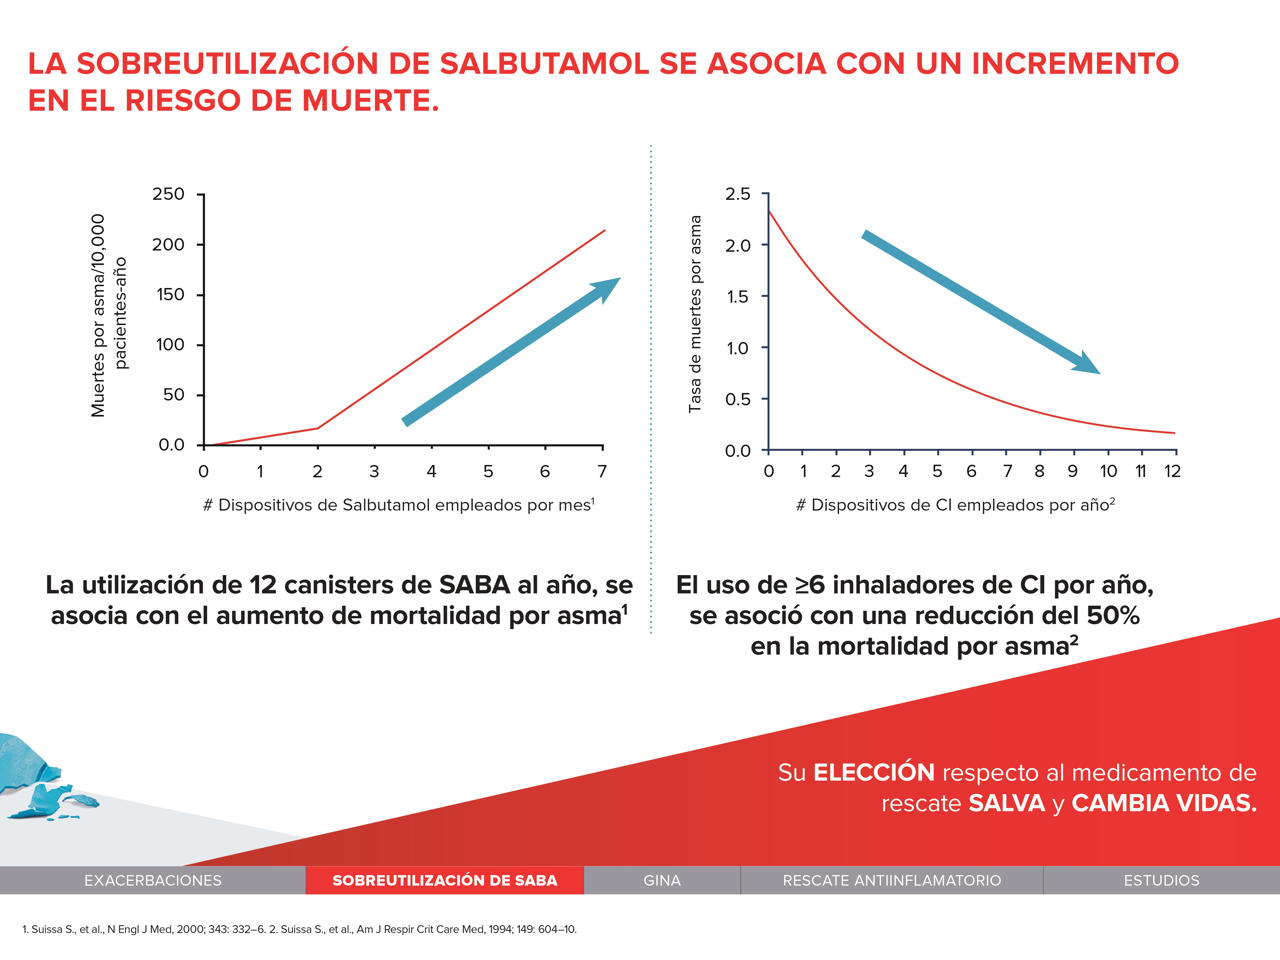 LA SOBREUTILIZACIÓN DE SALBUTAMOL SE ASOCIA CON UN INCREMENTO
EN EL RIESGO DE MUERTE.
Muertes por asma/10,000
pacientes-año
250
200
150
100
50
0.0
0 1 2 3 4 5 6 7
# Dispositivos de Salbutamol empleados por mes¹
La utilización de 12 canisters de SABA al año, se
asocia con el aumento de mortalidad por asma¹
Tasa de muertes por asma
2.5
2.0
1.5
1.0
0.5
0.0
0 1 2 3 4 5 6 7 8 9 10 11 12
# Dispositivos de CI empleados por año²
El uso de ≥6 inhaladores de CI por año,
se asoció con una reducción del 50%
en la mortalidad por asma²
Su ELECCIÓN respecto al medicamento de
rescate SALVA y CAMBIA VIDAS.
EXACERBACIONES SOBREUTILIZACIÓN DE SABA GINA RESCATE ANTIINFLAMATORIO ESTUDIOS
1. Suissa S., et al., N Engl J Med, 2000; 343: 332–6. 2. Suissa S., et al., Am J Respir Crit Care Med, 1994; 149: 604–10.